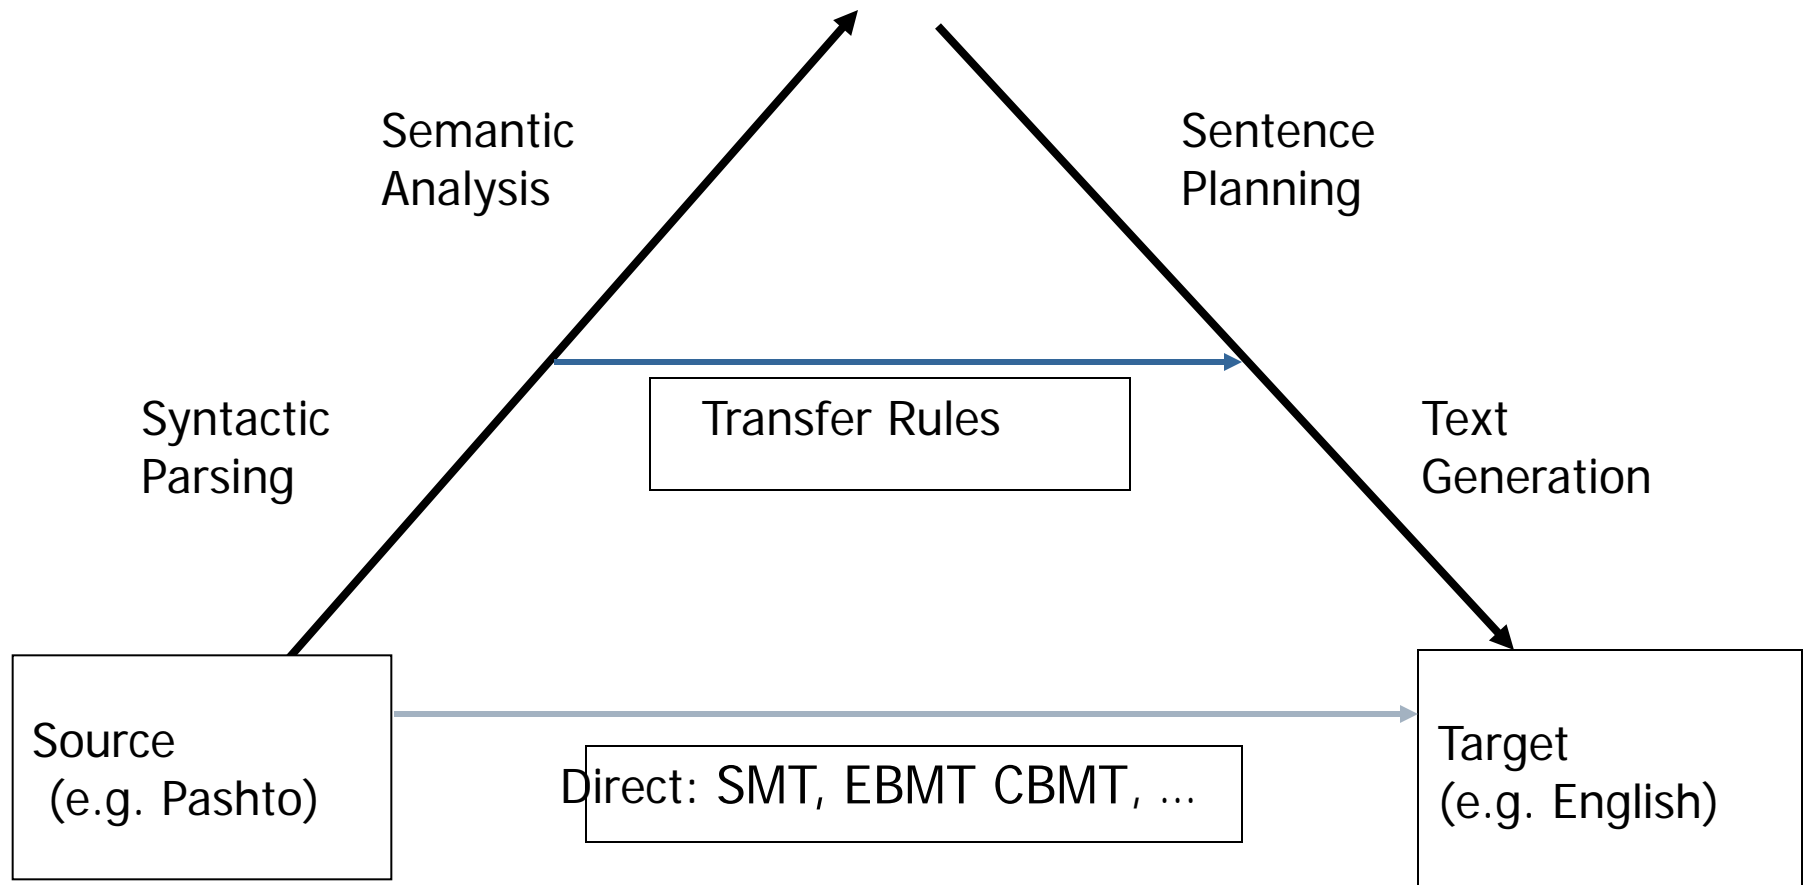 Semantic
Analysis
Sentence
Planning
Transfer Rules
Syntactic
Parsing
Text
Generation
Source
(e.g. Pashto)
Direct: SMT, EBMT CBMT, ...
Target
(e.g. English)